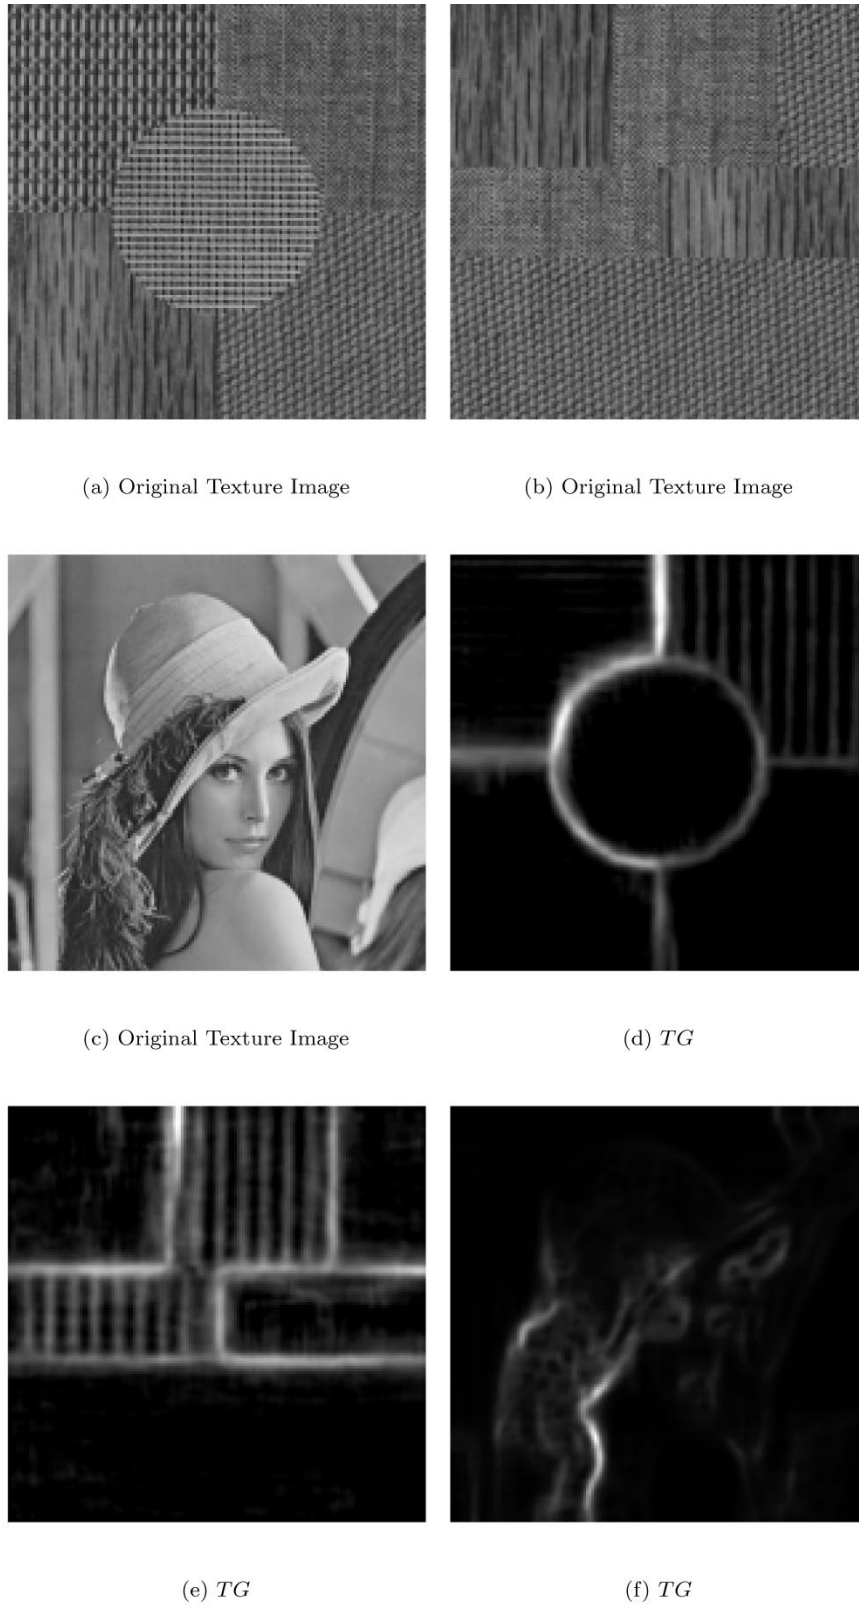 (a) Original Texture Image
(b) Original Texture Image
(c) Original Texture Image
(d) TG
(e) TG
(f) TG